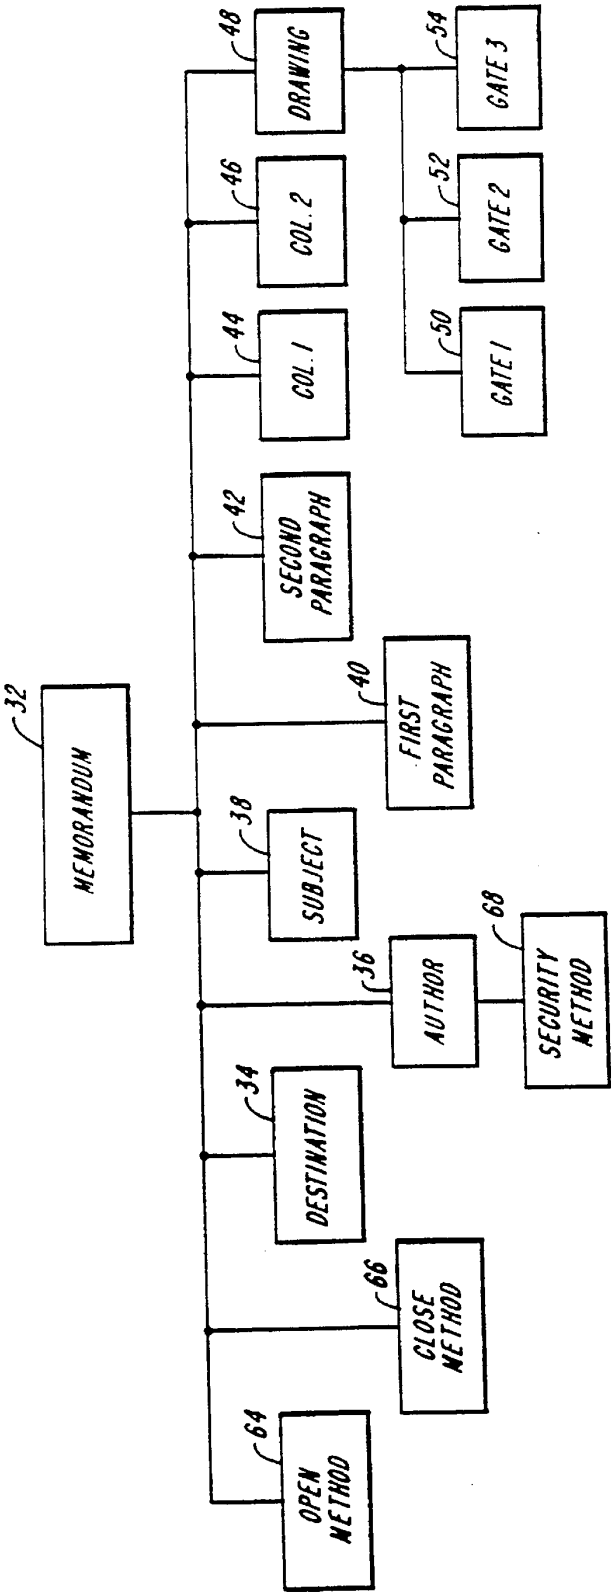 32
MEMORANDUM
64
OPEN
METHOD
66
CLOSE
METHOD
34
DESTINATION
36
AUTHOR
68
SECURITY
METHOD
38
SUBJECT
40
FIRST
PARAGRAPH
42
SECOND
PARAGRAPH
44
COL. 1
46
COL. 2
48
DRAWING
50
GATE 1
52
GATE 2
54
GATE 3